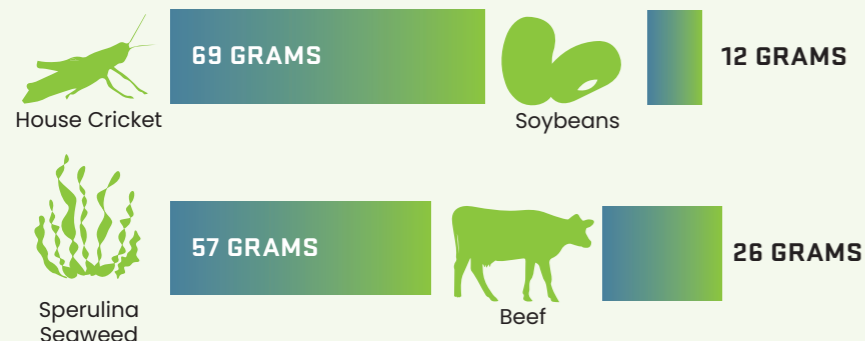 69 GRAMS
12 GRAMS
House Cricket
Soybeans
57 GRAMS
26 GRAMS
Sperulina
Seaweed
Beef